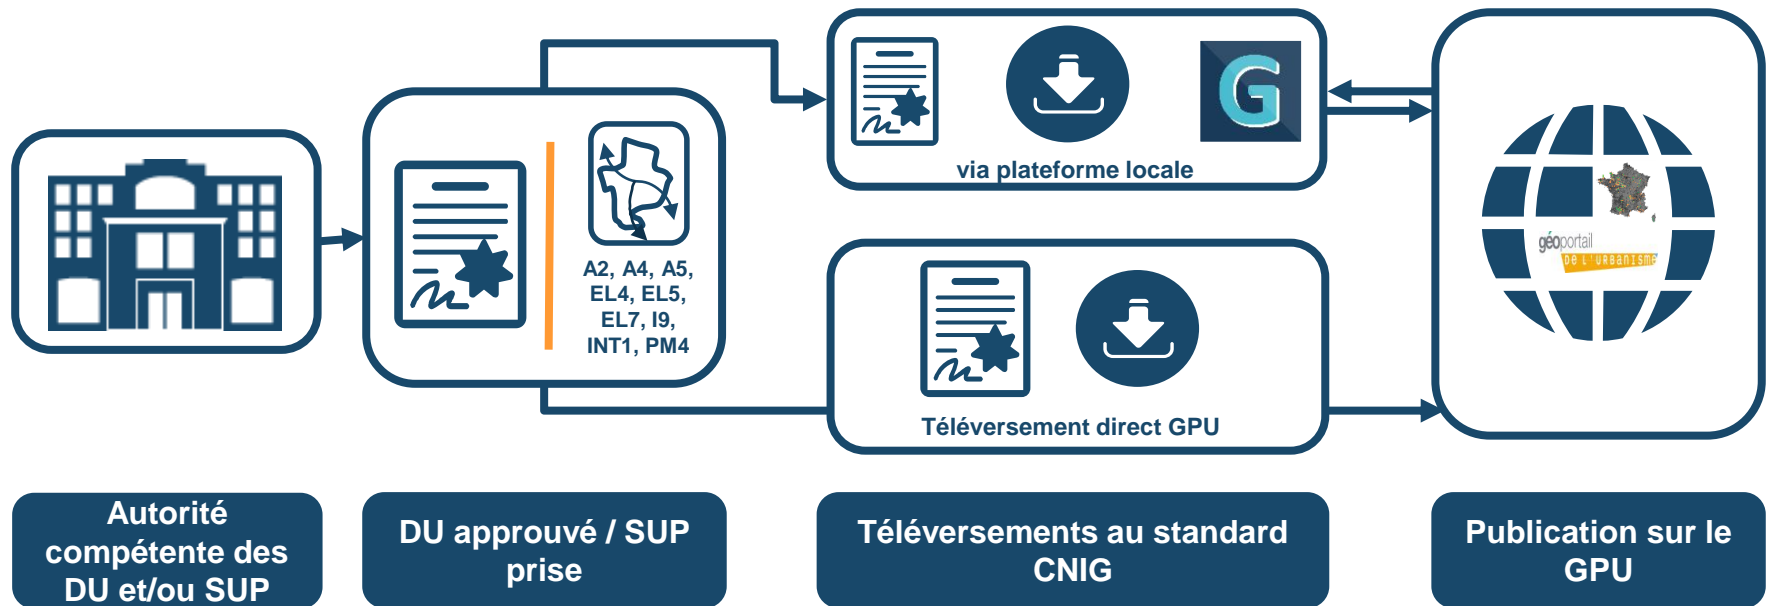 via plateforme locale
G
A2, A4, A5,
EL4, EL5,
EL7, I9,
INT1, PM4
géoportail
DE L'URBANISME
Téléversement direct GPU
Autorité
compétente des
DU et/ou SUP
DU approuvé / SUP
prise
Téléversements au standard
CNIG
Publication sur le
GPU